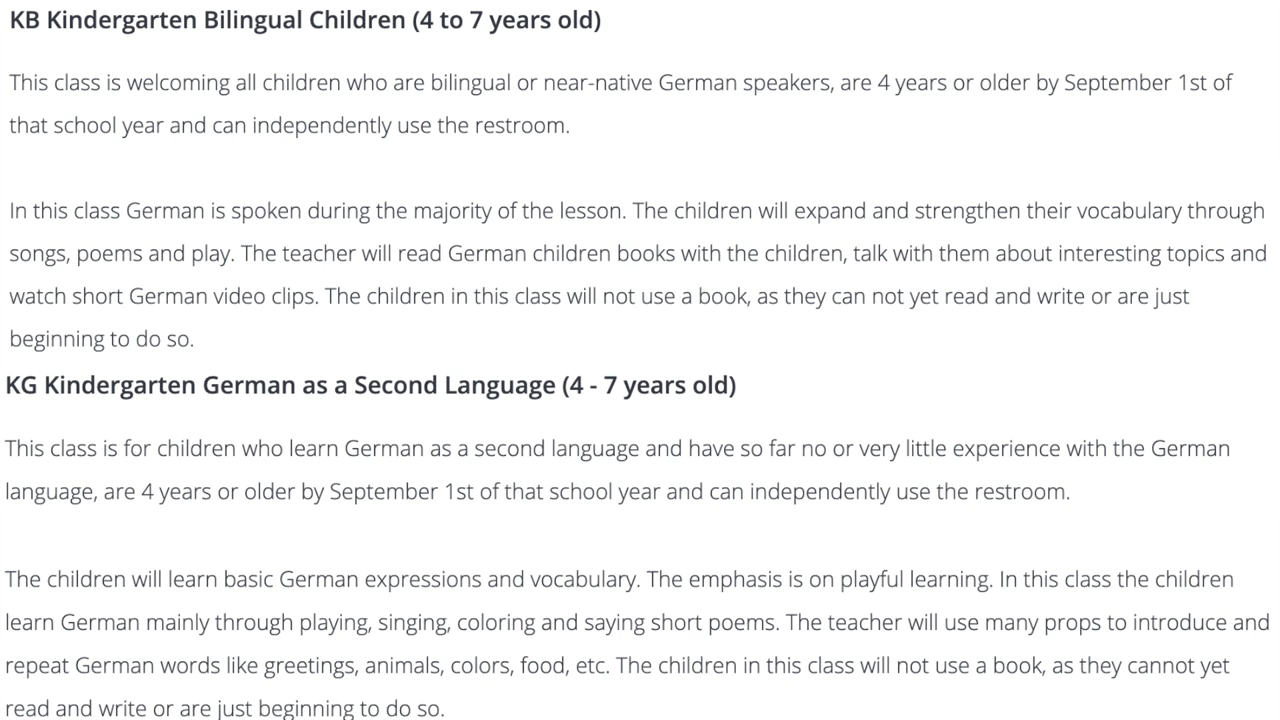 KB Kindergarten Bilingual Children (4 to 7 years old)
This class is welcoming all children who are bilingual or near-native German speakers, are 4 years or older by September 1st of
that school year and can independently use the restroom.
In this class German is spoken during the majority of the lesson. The children will expand and strengthen their vocabulary through
songs, poems and play. The teacher will read German children books with the children, talk with them about interesting topics and
watch short German video clips. The children in this class will not use a book, as they can not yet read and write or are just
beginning to do so.
KG Kindergarten German as a Second Language (4 - 7 years old)
This class is for children who learn German as a second language and have so far no or very little experience with the German
language, are 4 years or older by September 1st of that school year and can independently use the restroom.
The children will learn basic German expressions and vocabulary. The emphasis is on playful learning. In this class the children
learn German mainly through playing, singing, coloring and saying short poems. The teacher will use many props to introduce and
repeat German words like greetings, animals, colors, food, etc. The children in this class will not use a book, as they cannot yet
read and write or are just beginning to do so.